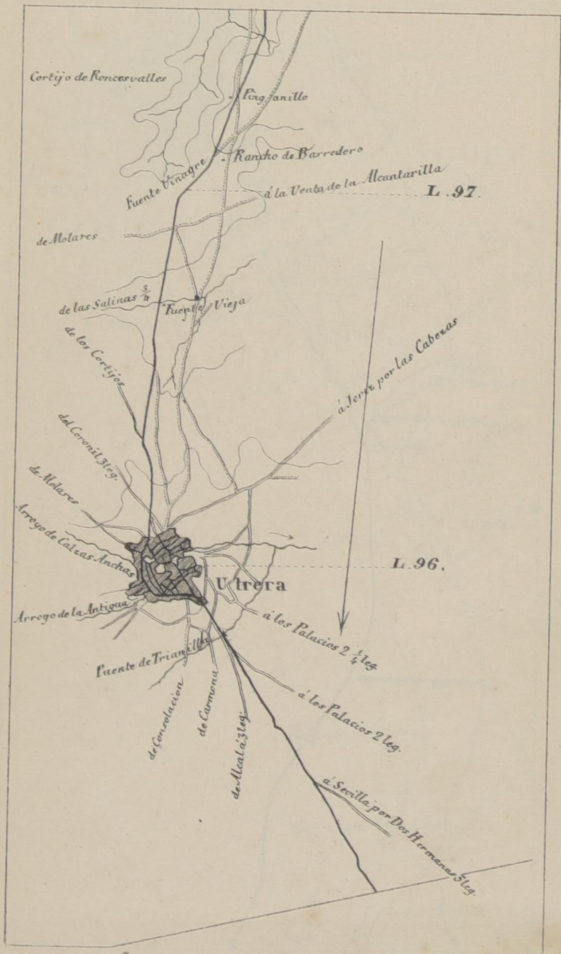 Cortijo de Roncesvalles
Rancho de Barredero
Fuente Vinagre
á la Venta de la Alcantarilla
L. 97.
de Molares
de las Salinas 3/4
Fuente Vieja
de los Cortijos
á Jerez por las Cabezas
del Coronil 3 leg.
de Molares
Arroyo de Calzas Anchas
L. 96.
Utrera
Arroyo de la Antigua
á los Palacios 2 1/4 leg.
Puente de Trianilla
á los Palacios 2 leg.
de Consolacion
de Carmona
de Alcalá 3 leg.
á Sevilla por Dos Hermanas 5 leg.